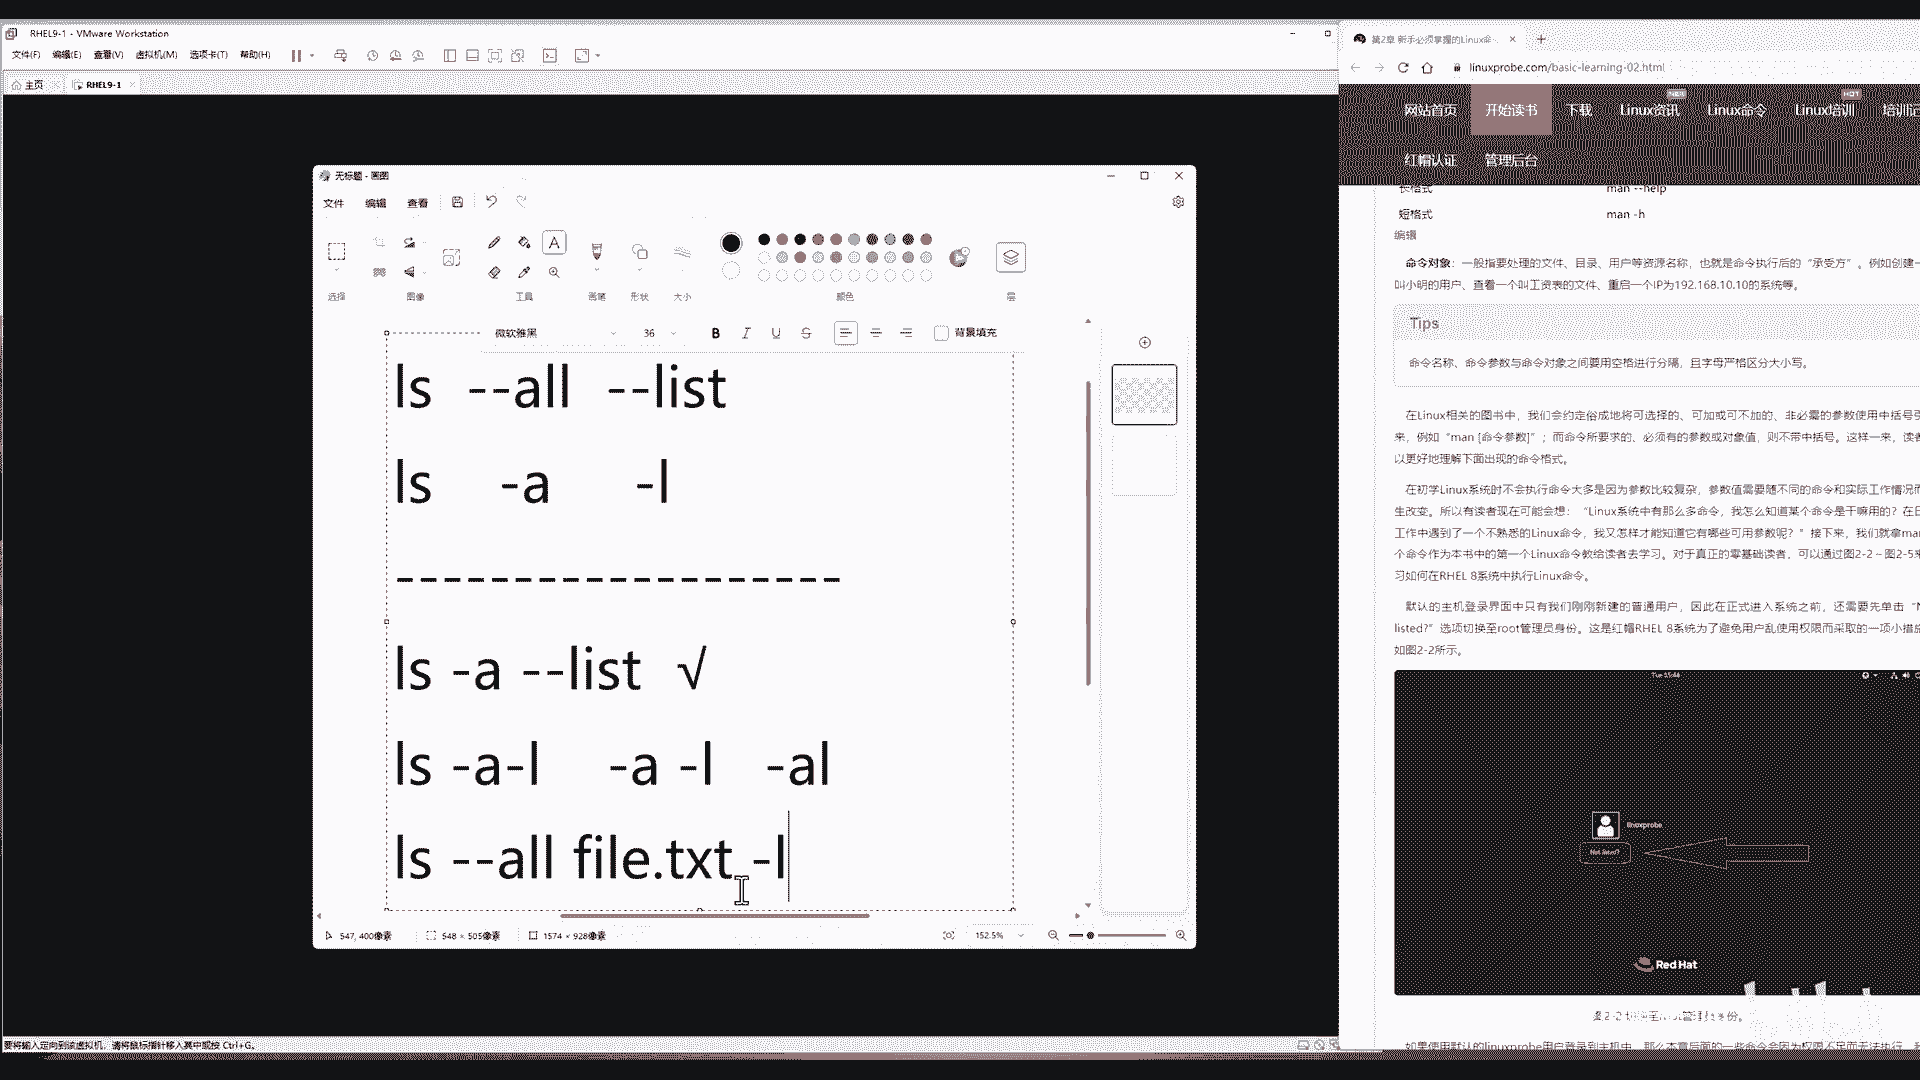 RHEL9-1 - VMware Workstation
文件(F) 编辑(E) 查看(V) 虚拟机(M) 选项卡(T) 帮助(H)
主页 RHEL9-1
无标题 - 画图
文件 编辑 查看
选择 图像 工具 画笔 形状 大小 颜色 层
微软雅黑 36 B I U S 背景填充
ls --all --list
ls -a -l
-------------------
ls -a --list √
ls -a-l -a -l -al
ls --all file.txt -l
547, 400像素 548 × 505像素 1574 × 928像素 152.5%
要将输入定向到该虚拟机，请将鼠标指针移入其中或按 Ctrl+G。
第2章 新手必须掌握的Linux命
linuxprobe.com/basic-learning-02.html
网站首页 开始读书 下载 Linux资讯 Linux命令 Linux培训 培训记
NEW HOT
红帽认证 管理后台
长格式 man --help
短格式 man -h
编辑
命令对象：一般指要处理的文件、目录、用户等资源名称，也就是命令执行后的“承受方”。例如创建一
叫小明的用户、查看一个叫工资表的文件、重启一个IP为192.168.10.10的系统等。
Tips
命令名称、命令参数与命令对象之间要用空格进行分隔，且字母严格区分大小写。
在Linux相关的图书中，我们会约定俗成地将可选择的、可加或可不加的、非必需的参数使用中括号引
来，例如“man [命令参数]”；而命令所要求的、必须有的参数或对象值，则不带中括号。这样一来，读者
以更好地理解下面出现的命令格式。
在初学Linux系统时不会执行命令大多是因为参数比较复杂，参数值需要随不同的命令和实际工作情况而
生改变。所以有读者现在可能会想：“Linux系统中有那么多命令，我怎么知道某个命令是干嘛用的？在日
工作中遇到了一个不熟悉的Linux命令，我又怎样才能知道它有哪些可用参数呢？”接下来，我们就拿man
个命令作为本书中的第一个Linux命令教给读者去学习。对于真正的零基础读者，可以通过图2-2～图2-5来
习如何在RHEL 8系统中执行Linux命令。
默认的主机登录界面中只有我们刚刚新建的普通用户，因此在正式进入系统之前，还需要先单击“N
listed?”选项切换至root管理员身份。这是红帽RHEL 8系统为了避免用户乱使用权限而采取的一项小措施
如图2-2所示。
Tue 15:46
linuxprobe
Not listed?
Red Hat
图2-2 切换至root管理员身份。
如果使用默认的linuxprobe用户登录到主机中，那么本章后面的一些命令会因为权限不足而无法执行。